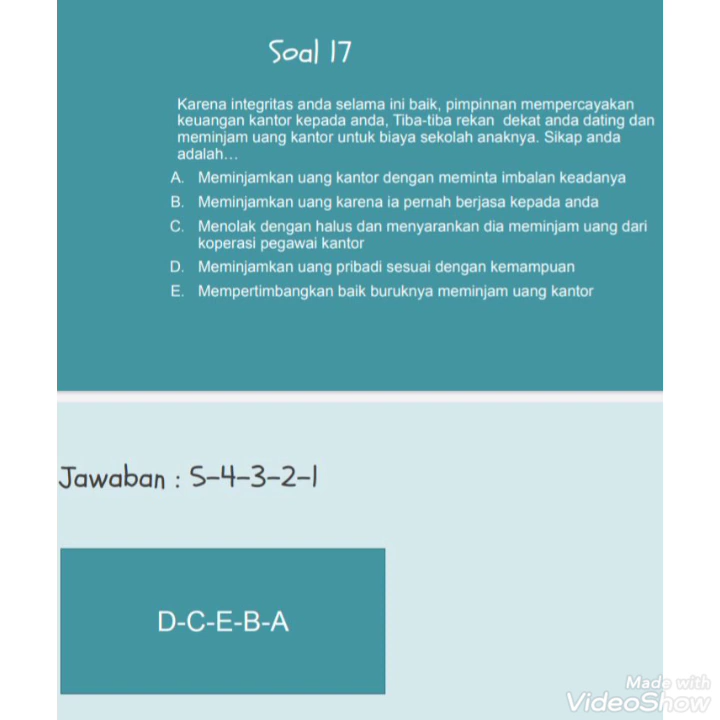 Soal 17
Karena integritas anda selama ini baik, pimpinnan mempercayakan
keuangan kantor kepada anda, Tiba-tiba rekan dekat anda dating dan
meminjam uang kantor untuk biaya sekolah anaknya. Sikap anda
adalah…
A. Meminjamkan uang kantor dengan meminta imbalan keadanya
B. Meminjamkan uang karena ia pernah berjasa kepada anda
C. Menolak dengan halus dan menyarankan dia meminjam uang dari
koperasi pegawai kantor
D. Meminjamkan uang pribadi sesuai dengan kemampuan
E. Mempertimbangkan baik buruknya meminjam uang kantor
Jawaban : 5-4-3-2-1
D-C-E-B-A
Made with
VideoShow